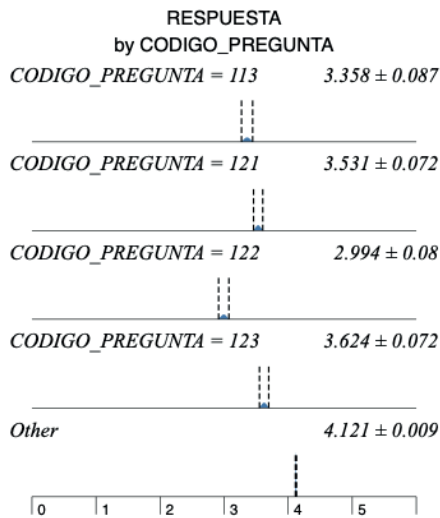 RESPUESTA
by CODIGO_PREGUNTA
CODIGO_PREGUNTA = 113 3.358 ± 0.087
CODIGO_PREGUNTA = 121 3.531 ± 0.072
CODIGO_PREGUNTA = 122 2.994 ± 0.08
CODIGO_PREGUNTA = 123 3.624 ± 0.072
Other 4.121 ± 0.009
0 1 2 3 4 5